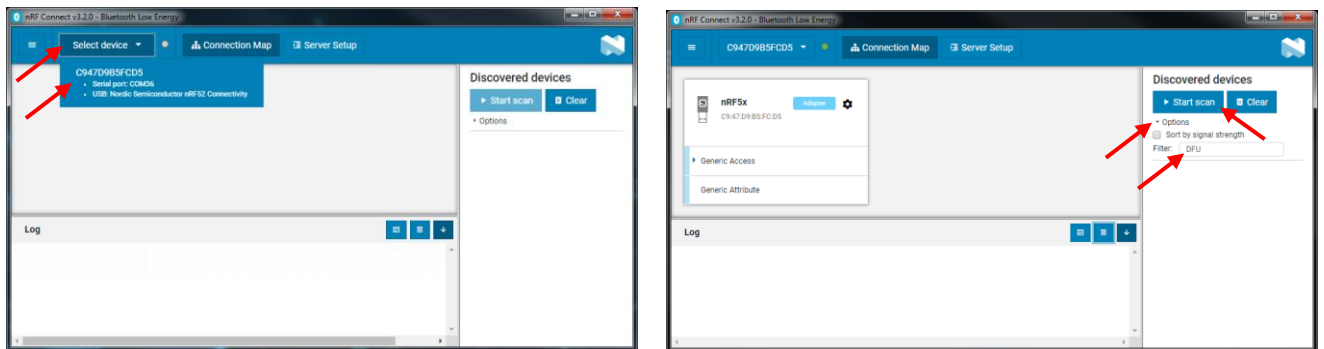 nRF Connect v3.2.0 - Bluetooth Low Energy
Select device
Connection Map
Server Setup
C947D9B5FCD5
Serial port: COM36
USB: Nordic Semiconductor nRF52 Connectivity
Discovered devices
Start scan
Clear
Options
Log
nRF Connect v3.2.0 - Bluetooth Low Energy
C947D9B5FCD5
Connection Map
Server Setup
nRF5x
Adapter
C9:47:D9:B5:FC:D5
Generic Access
Generic Attribute
Discovered devices
Start scan
Clear
Options
Sort by signal strength
Filter: DFU
Log